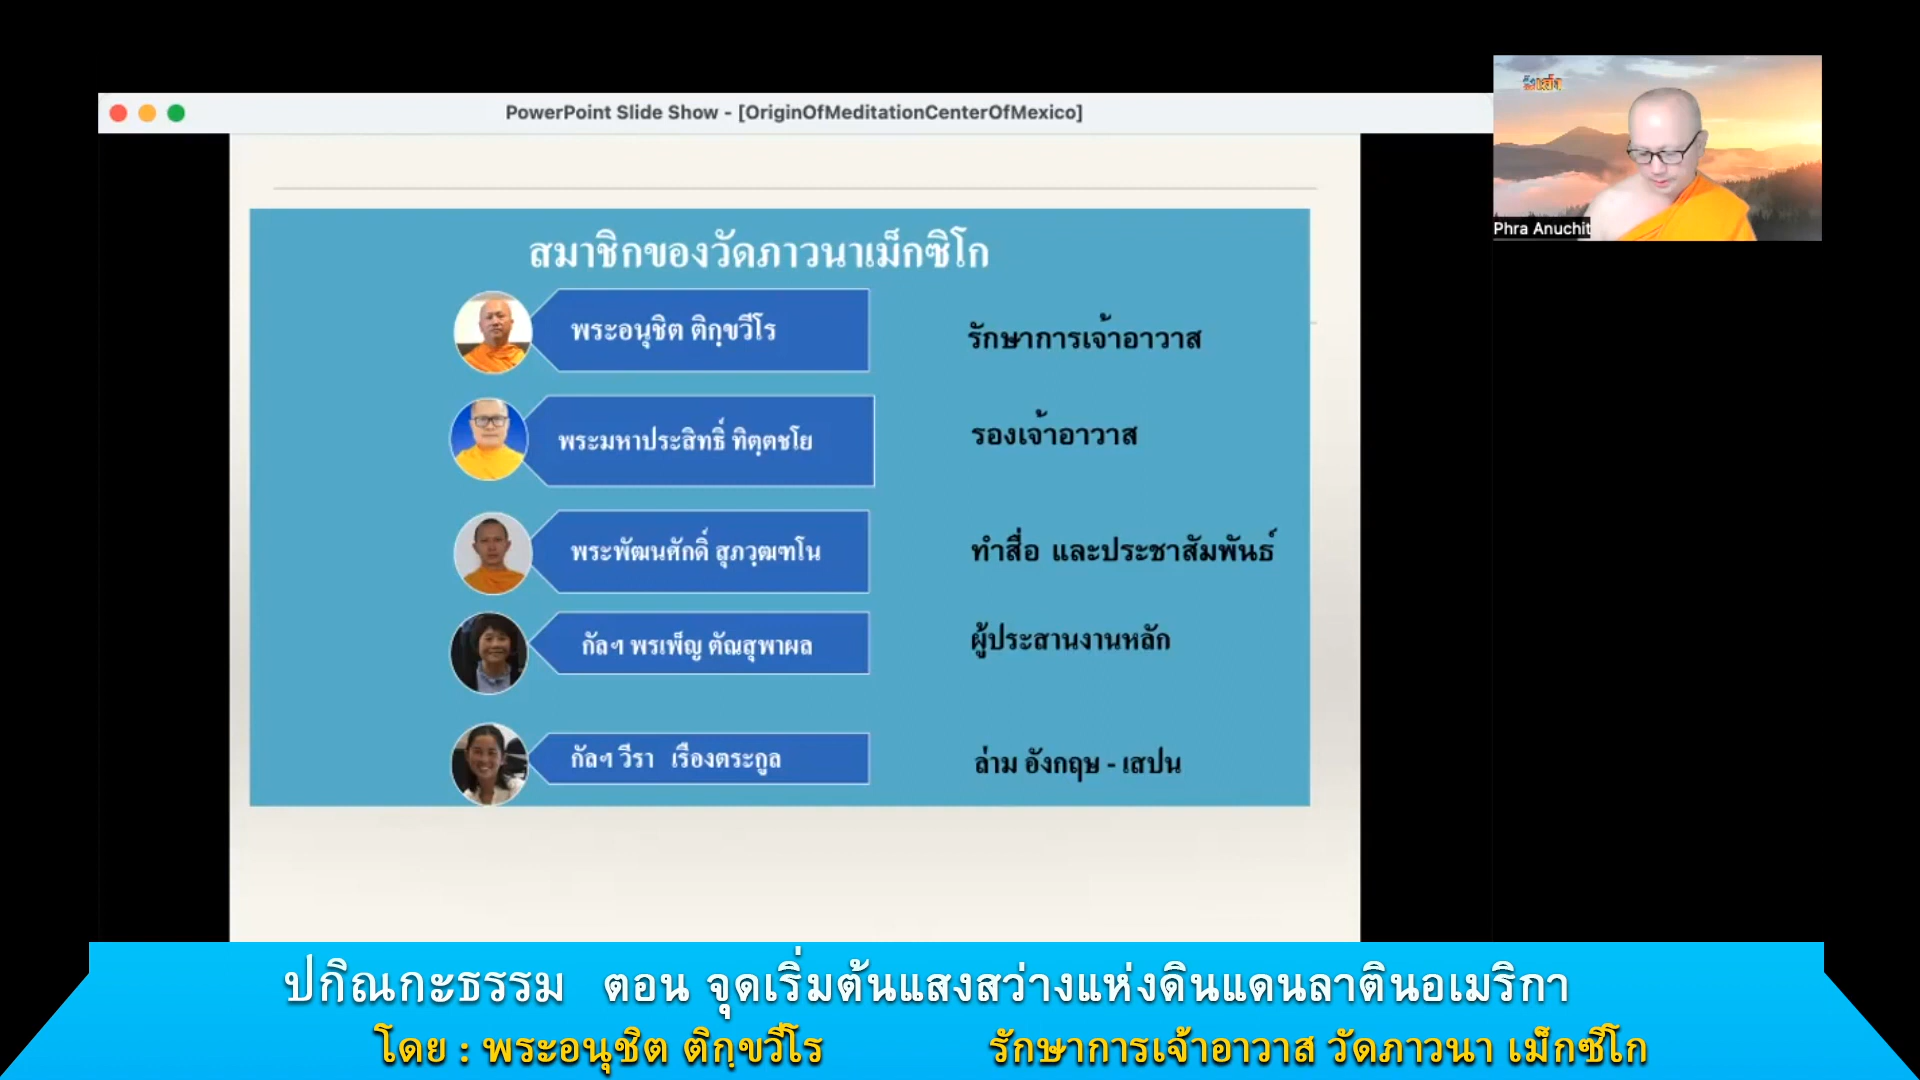 PowerPoint Slide Show - [OriginOfMeditationCenterOfMexico]
Phra Anuchit
สมาชิกของวัดภาวนาเม็กซิโก
พระอนุชิต ติกฺขวีโร
รักษาการเจ้าอาวาส
พระมหาประสิทธิ์ ทิตฺตชโย
รองเจ้าอาวาส
พระพัฒนศักดิ์ สุภวฺฒฑโน
ทำสื่อ และประชาสัมพันธ์
กัลฯ พรเพ็ญ ตัณสุพาผล
ผู้ประสานงานหลัก
กัลฯ วีรา เรืองตระกูล
ล่าม อังกฤษ - เสปน
ปกิณกะธรรม ตอน จุดเริ่มต้นแสงสว่างแห่งดินแดนลาตินอเมริกา
โดย : พระอนุชิต ติกฺขวีโร รักษาการเจ้าอาวาส วัดภาวนา เม็กซิโก